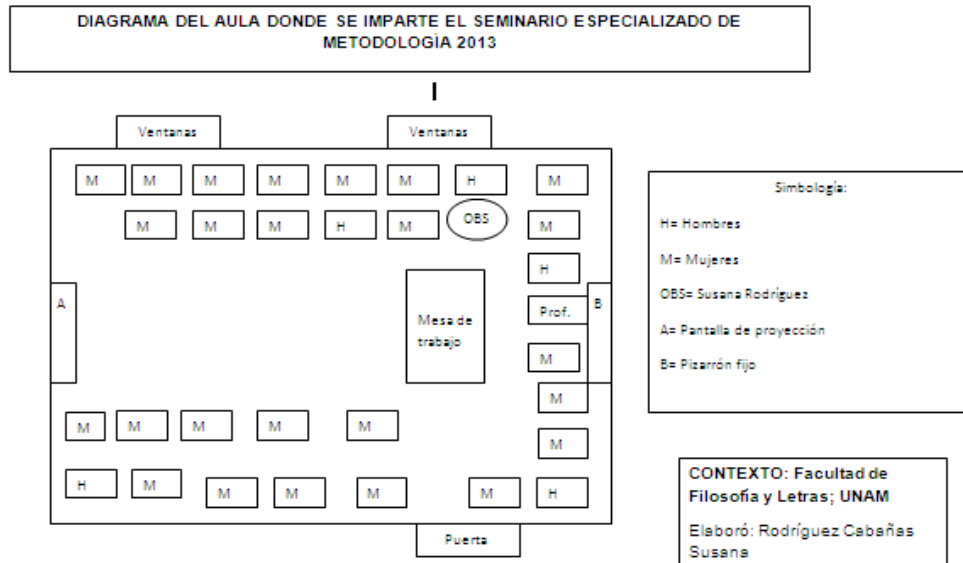 DIAGRAMA DEL AULA DONDE SE IMPARTE EL SEMINARIO ESPECIALIZADO DE
METODOLOGÍA 2013
Ventanas Ventanas
M M M M M M H M
M M M H M OBS M
H
A Prof. B
Mesa de
trabajo
M
M
M M M M M
M
H M M M M M H
Puerta
Simbología:
H= Hombres
M= Mujeres
OBS= Susana Rodríguez
A= Pantalla de proyección
B= Pizarrón fijo
CONTEXTO: Facultad de
Filosofía y Letras; UNAM
Elaboró: Rodríguez Cabañas
Susana